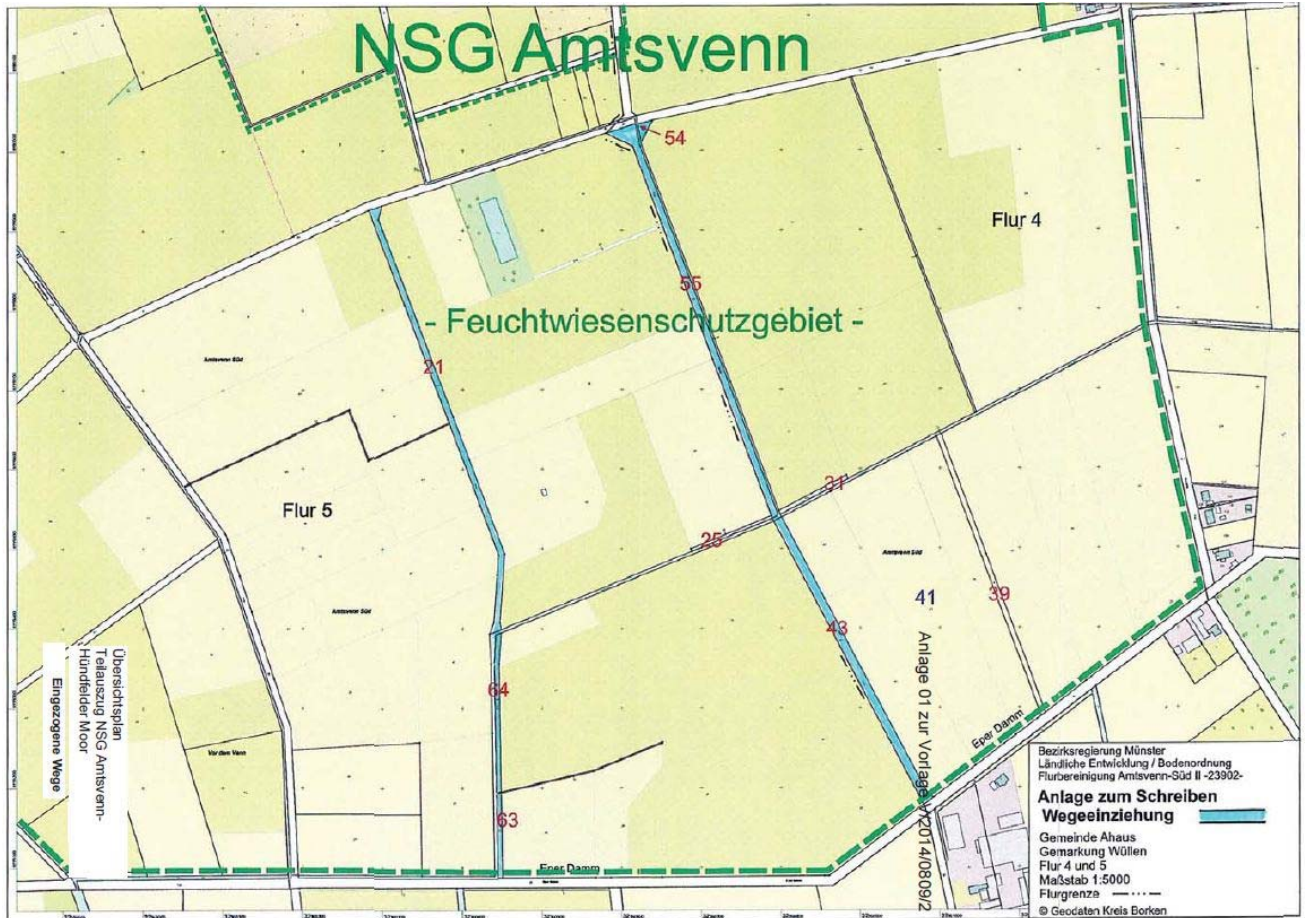 NSG Amtsvenn
54
Flur 4
55
- Feuchtwiesenschutzgebiet -
Amtsvenn Süd
21
31
Flur 5
25
Amtsvenn Süd
41
39
43
Amtsvenn Süd
64
Vor dem Venn
63
Eper Damm
Eper Damm
Übersichtsplan
Teilauszug NSG Amtsvenn-
Hündfelder Moor
Eingezogene Wege
Anlage 01 zur Vorlage V/2014/0809/2
Bezirksregierung Münster
Ländliche Entwicklung / Bodenordnung
Flurbereinigung Amtsvenn-Süd II -23902-
Anlage zum Schreiben
Wegeeinziehung
Gemeinde Ahaus
Gemarkung Wüllen
Flur 4 und 5
Maßstab 1:5000
Flurgrenze
© Geodaten Kreis Borken